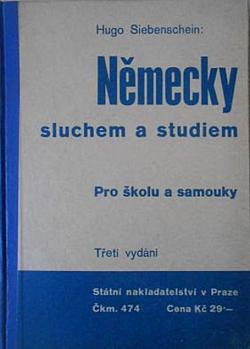 Hugo Siebenschein:
Německy
sluchem a studiem
Pro školu a samouky
Třetí vydání
Státní nakladatelství v Praze
Čkm. 474 Cena Kč 29·—